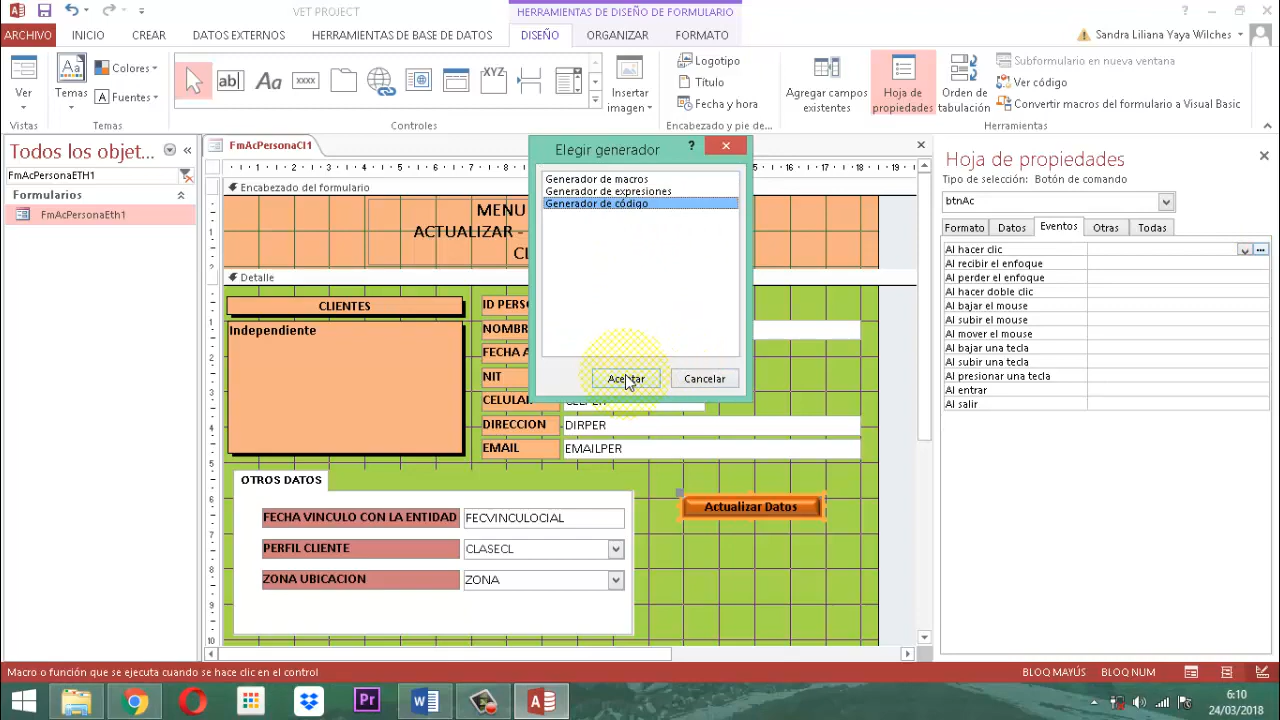 VET PROJECT
HERRAMIENTAS DE DISEÑO DE FORMULARIO
ARCHIVO
INICIO
CREAR
DATOS EXTERNOS
HERRAMIENTAS DE BASE DE DATOS
DISEÑO
ORGANIZAR
FORMATO
Sandra Liliana Yaya Wilches
Ver
Temas
Colores
Fuentes
Insertar
imagen
Logotipo
Título
Fecha y hora
Agregar campos
existentes
Hoja de
propiedades
Orden de
tabulación
Subformulario en nueva ventana
Ver código
Convertir macros del formulario a Visual Basic
Vistas
Temas
Controles
Encabezado y pie de...
Herramientas
Todos los objet...
FmAcPersonaETH1
Formularios
FmAcPersonaEth1
FmAcPersonaCl1
Encabezado del formulario
MENU
ACTUALIZAR -
Detalle
CLIENTES
Independiente
ID PERSO
NOMBR
FECHA A
NIT
CELULAR
DIRECCION
DIRPER
EMAIL
EMAILPER
OTROS DATOS
FECHA VINCULO CON LA ENTIDAD
FECVINCULOCIAL
PERFIL CLIENTE
CLASECL
ZONA UBICACION
ZONA
Actualizar Datos
Elegir generador
Generador de macros
Generador de expresiones
Generador de código
Aceptar
Cancelar
Hoja de propiedades
Tipo de selección: Botón de comando
btnAc
Formato
Datos
Eventos
Otras
Todas
Al hacer clic
Al recibir el enfoque
Al perder el enfoque
Al hacer doble clic
Al bajar el mouse
Al subir el mouse
Al mover el mouse
Al bajar una tecla
Al subir una tecla
Al presionar una tecla
Al entrar
Al salir
Macro o función que se ejecuta cuando se hace clic en el control
BLOQ MAYÚS
BLOQ NUM
6:10
24/03/2018